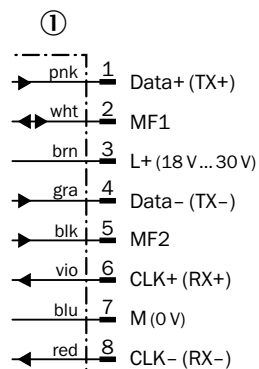 ①
pnk 1 Data+ (TX+)
wht 2 MF1
brn 3 L+ (18 V ... 30 V)
gra 4 Data– (TX–)
blk 5 MF2
vio 6 CLK+ (RX+)
blu 7 M (0 V)
red 8 CLK– (RX–)